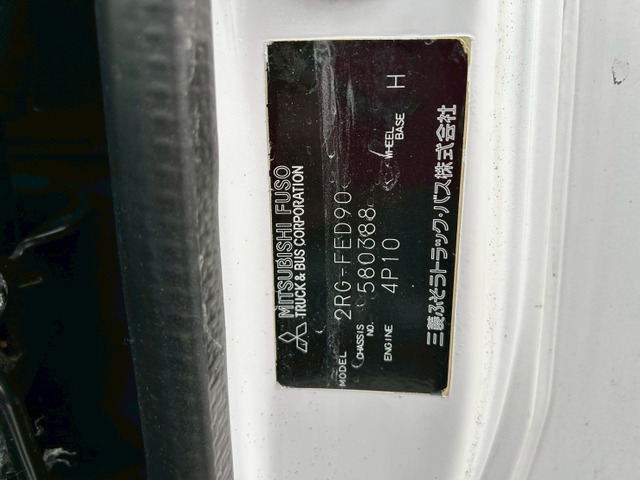 MITSUBISHI FUSO
TRUCK & BUS CORPORATION
MODEL 2RG-FED90
CHASSIS NO. 580388
ENGINE 4P10 WHEEL BASE H
三菱ふそうトラック・バス株式会社